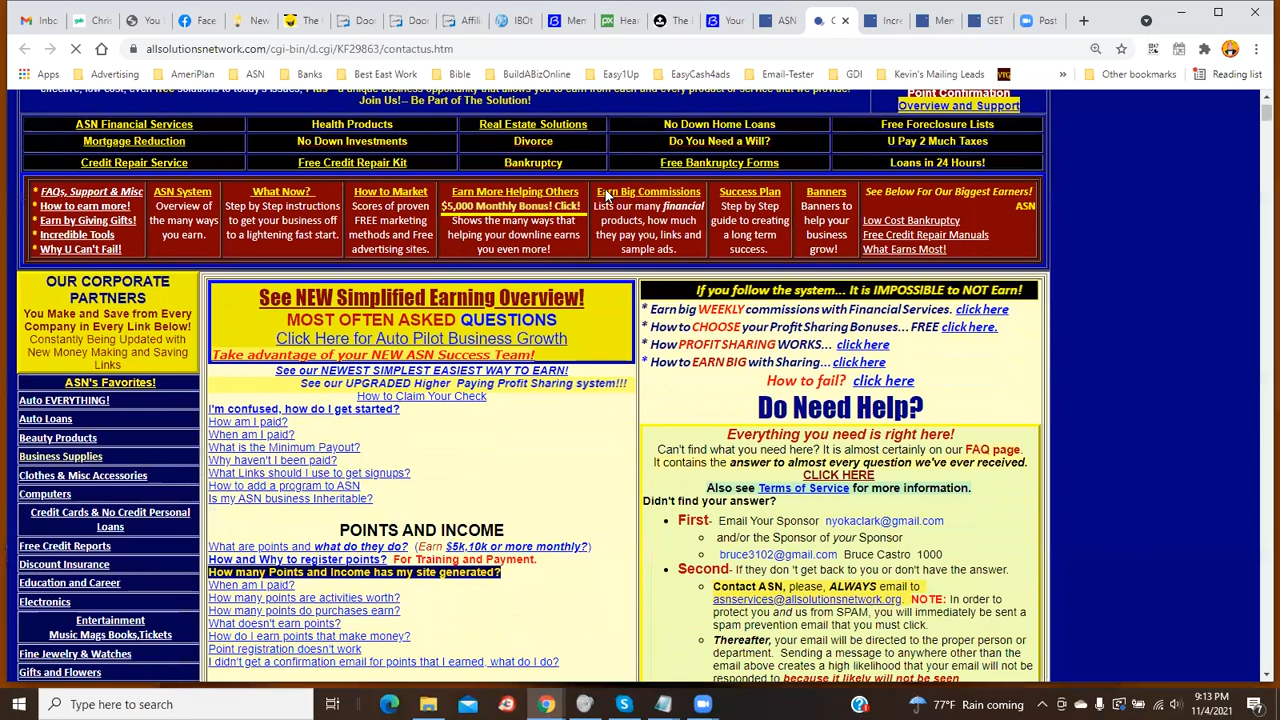 Inbo
Chris
You
Face
New
The
Doo
Doo
Affilia
IBOt
Men
Hear
The
Your
ASN
C
Incre
Men
GET
Post
allsolutionsnetwork.com/cgi-bin/d.cgi/KF29863/contactus.htm
Apps
Advertising
AmeriPlan
ASN
Banks
Best East Work
Bible
BuildABizOnline
Easy1Up
EasyCash4ads
Email-Tester
GDI
Kevin's Mailing Leads
»
Other bookmarks
Reading list
Join Us!-- Be Part of The Solution!
Point Confirmation
Overview and Support
ASN Financial Services
Health Products
Real Estate Solutions
No Down Home Loans
Free Foreclosure Lists
Mortgage Reduction
No Down Investments
Divorce
Do You Need a Will?
U Pay 2 Much Taxes
Credit Repair Service
Free Credit Repair Kit
Bankruptcy
Free Bankruptcy Forms
Loans in 24 Hours!
* FAQs, Support & Misc
* How to earn more!
* Earn by Giving Gifts!
* Incredible Tools
* Why U Can't Fail!
ASN System
Overview of
the many ways
you earn.
What Now?
Step by Step instructions
to get your business off
to a lightening fast start.
How to Market
Scores of proven
FREE marketing
methods and Free
advertising sites.
Earn More Helping Others
$5,000 Monthly Bonus! Click!
Shows the many ways that
helping your downline earns
you even more!
Earn Big Commissions
Lists our many financial
products, how much
they pay you, links and
sample ads.
Success Plan
Step by Step
guide to creating
a long term
success.
Banners
Banners to
help your
business
grow!
See Below For Our Biggest Earners!
ASN
Low Cost Bankruptcy
Free Credit Repair Manuals
What Earns Most!
OUR CORPORATE
PARTNERS
You Make and Save from Every
Company in Every Link Below!
Constantly Being Updated with
New Money Making and Saving
Links
ASN's Favorites!
Auto EVERYTHING!
Auto Loans
Beauty Products
Business Supplies
Clothes & Misc Accessories
Computers
Credit Cards & No Credit Personal
Loans
Free Credit Reports
Discount Insurance
Education and Career
Electronics
Entertainment
Music Mags Books,Tickets
Fine Jewelry & Watches
Gifts and Flowers
See NEW Simplified Earning Overview!
MOST OFTEN ASKED QUESTIONS
Click Here for Auto Pilot Business Growth
Take advantage of your NEW ASN Success Team!
See our NEWEST SIMPLEST EASIEST WAY TO EARN!
See our UPGRADED Higher Paying Profit Sharing system!!!
How to Claim Your Check
I'm confused, how do I get started?
How am I paid?
When am I paid?
What is the Minimum Payout?
Why haven't I been paid?
What Links should I use to get signups?
How to add a program to ASN
Is my ASN business Inheritable?
POINTS AND INCOME
What are points and what do they do? (Earn $5k,10k or more monthly?)
How and Why to register points? For Training and Payment.
How many Points and Income has my site generated?
When am I paid?
How many points are activities worth?
How many points do purchases earn?
What doesn't earn points?
How do I earn points that make money?
Point registration doesn't work
I didn't get a confirmation email for points that I earned, what do I do?
If you follow the system... It is IMPOSSIBLE to NOT Earn!
* Earn big WEEKLY commissions with Financial Services. click here
* How to CHOOSE your Profit Sharing Bonuses... FREE click here.
* How PROFIT SHARING WORKS... click here
* How to EARN BIG with Sharing... click here
How to fail? click here
Do Need Help?
Everything you need is right here!
Can't find what you need here? It is almost certainly on our FAQ page.
It contains the answer to almost every question we've ever received.
CLICK HERE
Also see Terms of Service for more information.
Didn't find your answer?
• First- Email Your Sponsor nyokaclark@gmail.com
○ and/or the Sponsor of your Sponsor
○ bruce3102@gmail.com Bruce Castro 1000
• Second- If they don 't get back to you or don't have the answer.
○ Contact ASN, please, ALWAYS email to
asnservices@allsolutionsnetwork.org. NOTE: In order to
protect you and us from SPAM, you will immediately be sent a
spam prevention email that you must click.
○ Thereafter, your email will be directed to the proper person or
department. Sending a message to anywhere other than the
email above creates a high likelihood that your email will not be
responded to because it likely will not be seen
Type here to search
77°F Raining coming
9:13 PM
11/4/2021